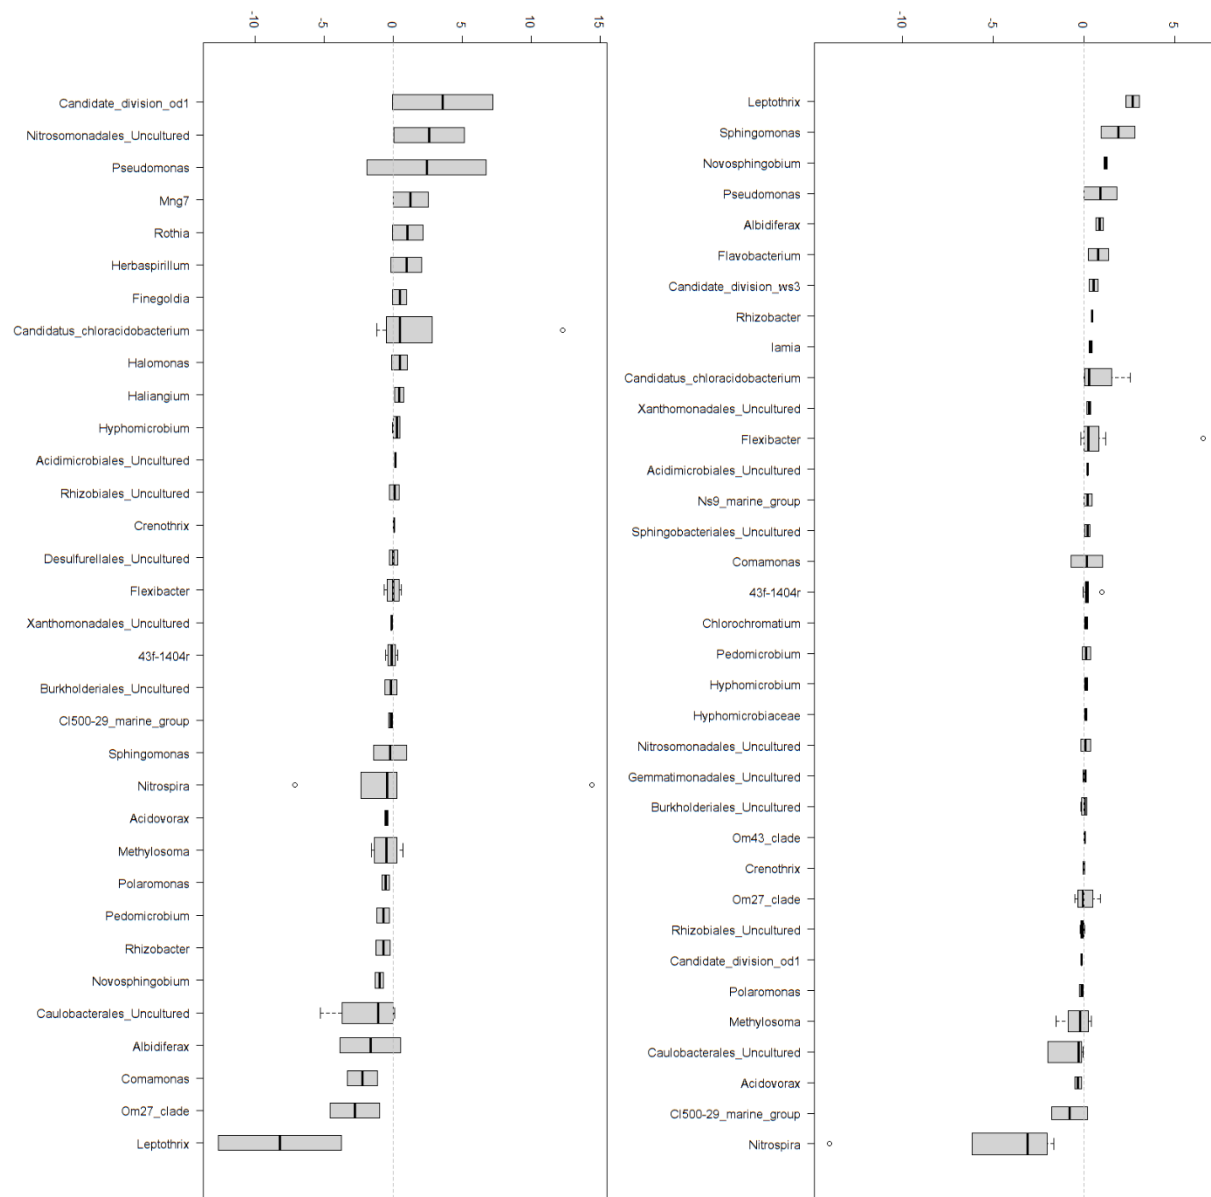 -5 0 5 10 15
Candidate_division_od1
Nitrosomonadales_Uncultured
Pseudomonas
Mng7
Rothia
Herbaspirillum
Finegoldia
Candidatus_chloracidobacterium
Halomonas
Haliangium
Hyphomicrobium
Acidimicrobiales_Uncultured
Rhizobiales_Uncultured
Crenothrix
Desulfurellales_Uncultured
Flexibacter
Xanthomonadales_Uncultured
43f-1404r
Burkholderiales_Uncultured
Cl500-29_marine_group
Sphingomonas
Nitrospira
Acidovorax
Methylosoma
Polaromonas
Pedomicrobium
Rhizobacter
Novosphingobium
Caulobacterales_Uncultured
Albidiferax
Comamonas
Om27_clade
Leptothrix
-10 -5 0 5
Leptothrix
Sphingomonas
Novosphingobium
Pseudomonas
Albidiferax
Flavobacterium
Candidate_division_ws3
Rhizobacter
Iamia
Candidatus_chloracidobacterium
Xanthomonadales_Uncultured
Flexibacter
Acidimicrobiales_Uncultured
Ns9_marine_group
Sphingobacteriales_Uncultured
Comamonas
43f-1404r
Chlorochromatium
Pedomicrobium
Hyphomicrobium
Hyphomicrobiaceae
Nitrosomonadales_Uncultured
Gemmatimonadales_Uncultured
Burkholderiales_Uncultured
Om43_clade
Crenothrix
Om27_clade
Rhizobiales_Uncultured
Candidate_division_od1
Polaromonas
Methylosoma
Caulobacterales_Uncultured
Acidovorax
Cl500-29_marine_group
Nitrospira